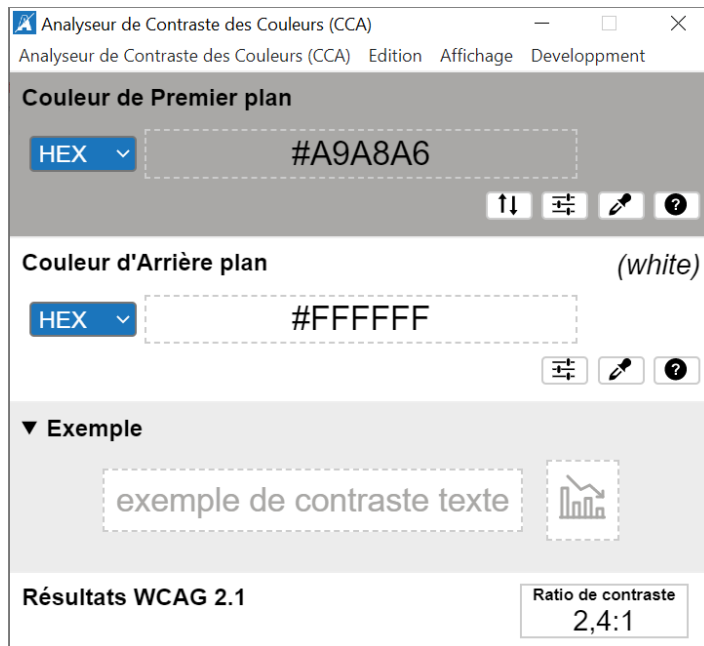 Analyseur de Contraste des Couleurs (CCA)
Analyseur de Contraste des Couleurs (CCA) Edition Affichage Developpment
Couleur de Premier plan
HEX #A9A8A6
?
Couleur d'Arrière plan (white)
HEX #FFFFFF
?
▼ Exemple
exemple de contraste texte
Résultats WCAG 2.1
Ratio de contraste
2,4:1